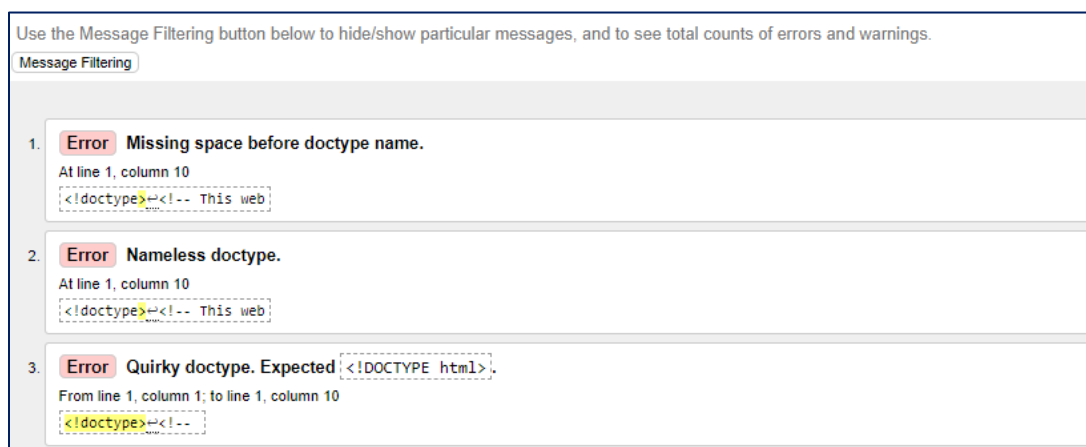 Use the Message Filtering button below to hide/show particular messages, and to see total counts of errors and warnings.
Message Filtering
1. Error Missing space before doctype name.
At line 1, column 10
<!doctype>↩<!-- This web
2. Error Nameless doctype.
At line 1, column 10
<!doctype>↩<!-- This web
3. Error Quirky doctype. Expected <!DOCTYPE html>.
From line 1, column 1; to line 1, column 10
<!doctype>↩<!--